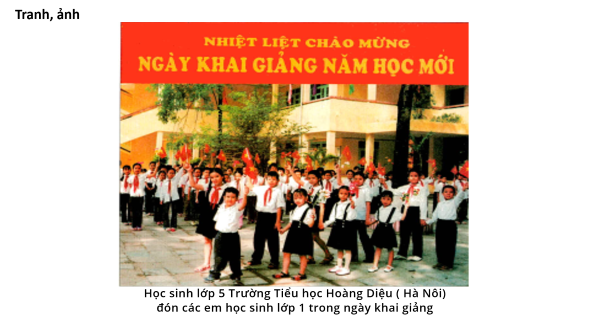 Tranh, ảnh
NHIỆT LIỆT CHÀO MỪNG
NGÀY KHAI GIẢNG NĂM HỌC MỚI
Học sinh lớp 5 Trường Tiểu học Hoàng Diệu ( Hà Nôi)
đón các em học sinh lớp 1 trong ngày khai giảng